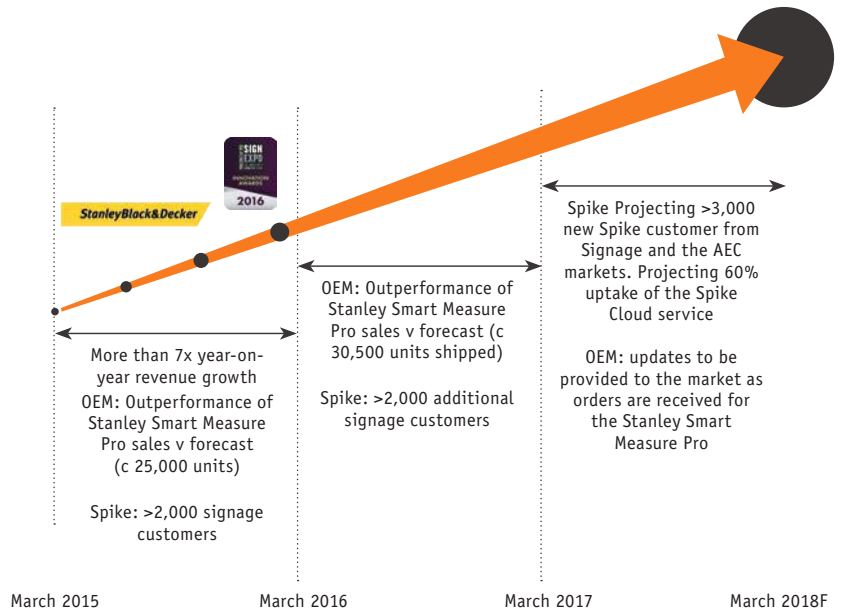 SIGN
EXPO
INNOVATION
AWARDS
2016
StanleyBlack&Decker
More than 7x year-on-
year revenue growth
OEM: Outperformance of
Stanley Smart Measure
Pro sales v forecast
(c 25,000 units)
Spike: >2,000 signage
customers
OEM: Outperformance of
Stanley Smart Measure
Pro sales v forecast (c
30,500 units shipped)
Spike: >2,000 additional
signage customers
Spike Projecting >3,000
new Spike customer from
Signage and the AEC
markets. Projecting 60%
uptake of the Spike
Cloud service
OEM: updates to be
provided to the market as
orders are received for
the Stanley Smart
Measure Pro
March 2015
March 2016
March 2017
March 2018F